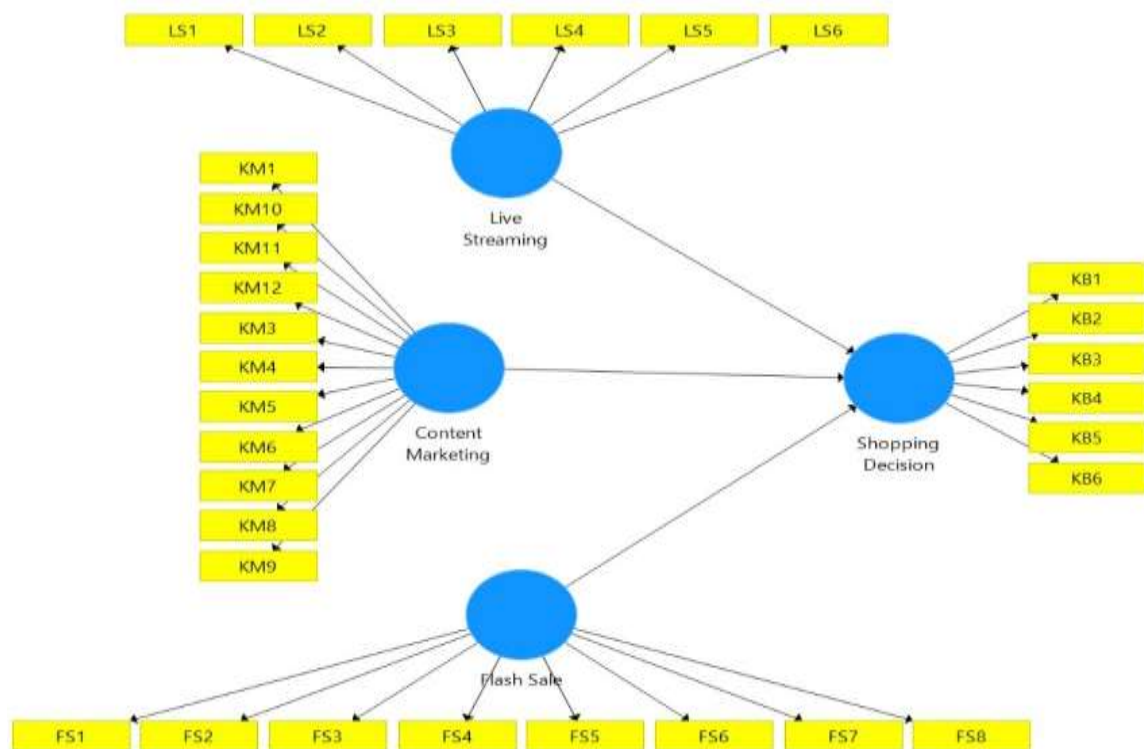 LS1
LS2
LS3
LS4
LS5
LS6
Live
Streaming
KM1
KM10
KM11
KM12
KM3
KM4
KM5
KM6
KM7
KM8
KM9
Content
Marketing
KB1
KB2
KB3
KB4
KB5
KB6
Shopping
Decision
Flash Sale
FS1
FS2
FS3
FS4
FS5
FS6
FS7
FS8